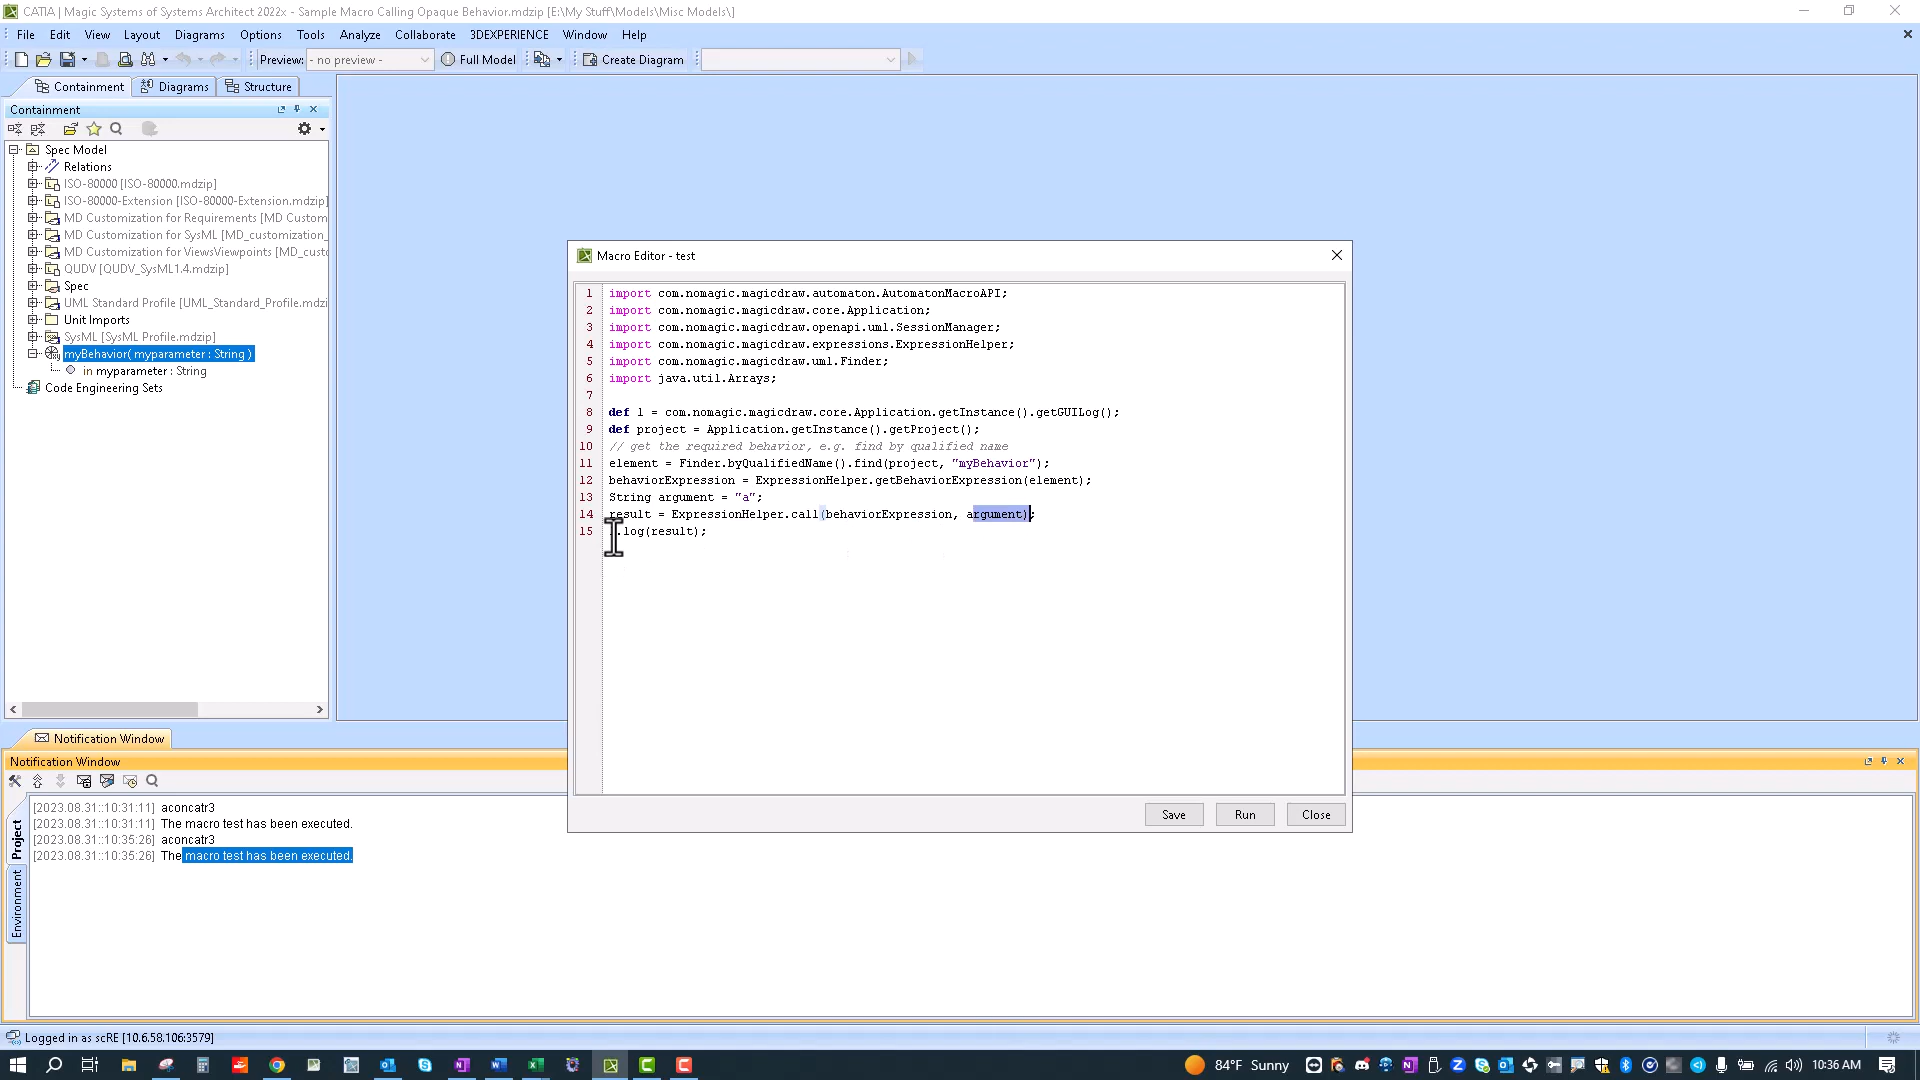 CATIA | Magic Systems of Systems Architect 2022x - Sample Macro Calling Opaque Behavior.mdzip [E:\My Stuff\Models\Misc Models\]
File Edit View Layout Diagrams Options Tools Analyze Collaborate 3DEXPERIENCE Window Help
Preview: - no preview - Full Model Create Diagram
Containment Diagrams Structure
Containment
Spec Model
Relations
ISO-80000 [ISO-80000.mdzip]
ISO-80000-Extension [ISO-80000-Extension.mdzip]
MD Customization for Requirements [MD Custom
MD Customization for SysML [MD_customization_
MD Customization for ViewsViewpoints [MD_custo
QUDV [QUDV_SysML1.4.mdzip]
Spec
UML Standard Profile [UML_Standard_Profile.mdzi
Unit Imports
SysML [SysML Profile.mdzip]
myBehavior( myparameter : String )
in myparameter : String
Code Engineering Sets
Macro Editor - test
1 import com.nomagic.magicdraw.automaton.AutomatonMacroAPI;
2 import com.nomagic.magicdraw.core.Application;
3 import com.nomagic.magicdraw.openapi.uml.SessionManager;
4 import com.nomagic.magicdraw.expressions.ExpressionHelper;
5 import com.nomagic.magicdraw.uml.Finder;
6 import java.util.Arrays;
7
8 def l = com.nomagic.magicdraw.core.Application.getInstance().getGUILog();
9 def project = Application.getInstance().getProject();
10 // get the required behavior, e.g. find by qualified name
11 element = Finder.byQualifiedName().find(project, "myBehavior");
12 behaviorExpression = ExpressionHelper.getBehaviorExpression(element);
13 String argument = "a";
14 result = ExpressionHelper.call(behaviorExpression, argument);
15 .log(result);
Save Run Close
Notification Window
Notification Window
Project
Environment
[2023.08.31::10:31:11] aconcatr3
[2023.08.31::10:31:11] The macro test has been executed.
[2023.08.31::10:35:26] aconcatr3
[2023.08.31::10:35:26] The macro test has been executed.
Logged in as scRE [10.6.58.106:3579]
84°F Sunny 10:36 AM